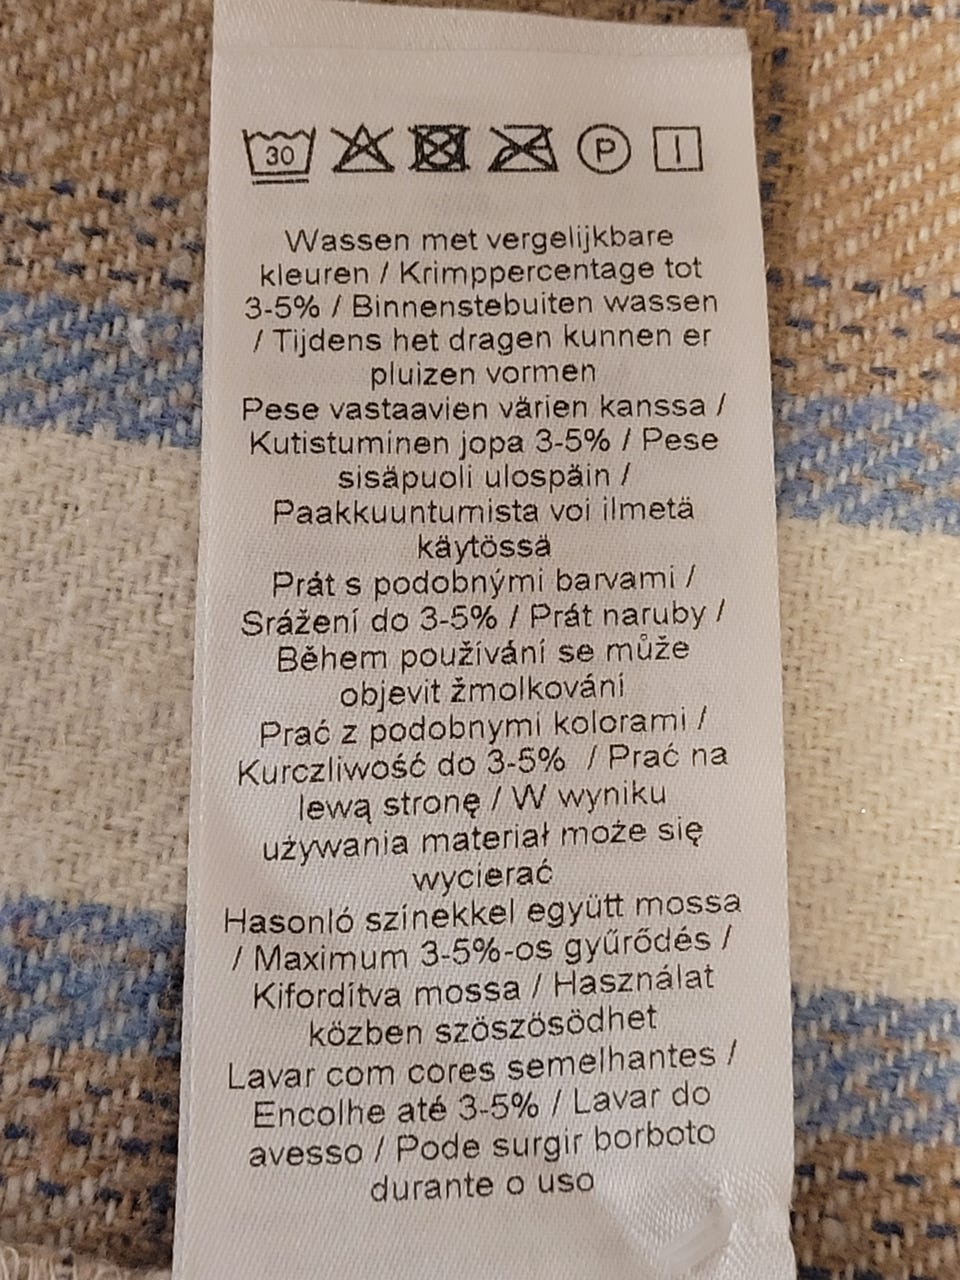 30 P
Wassen met vergelijkbare
kleuren / Krimppercentage tot
3-5% / Binnenstebuiten wassen
/ Tijdens het dragen kunnen er
pluizen vormen
Pese vastaavien värien kanssa /
Kutistuminen jopa 3-5% / Pese
sisäpuoli ulospäin /
Paakkuuntumista voi ilmetä
käytössä
Prát s podobnými barvami /
Srážení do 3-5% / Prát naruby /
Během používání se může
objevit žmolkování
Prać z podobnymi kolorami /
Kurczliwość do 3-5% / Prać na
lewą stronę / W wyniku
używania materiał może się
wycierać
Hasonló színekkel együtt mossa
/ Maximum 3-5%-os gyűrődés /
Kifordítva mossa / Használat
közben szöszösödhet
Lavar com cores semelhantes /
Encolhe até 3-5% / Lavar do
avesso / Pode surgir borboto
durante o uso